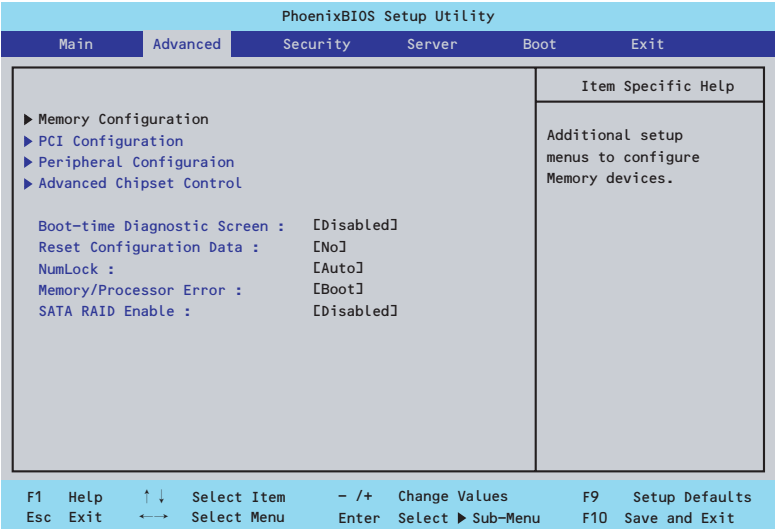 PhoenixBIOS Setup Utility
Main Advanced Security Server Boot Exit
Item Specific Help
▶ Memory Configuration
▶ PCI Configuration
▶ Peripheral Configuraion
▶ Advanced Chipset Control
Additional setup
menus to configure
Memory devices.
Boot-time Diagnostic Screen : [Disabled]
Reset Configuration Data : [No]
NumLock : [Auto]
Memory/Processor Error : [Boot]
SATA RAID Enable : [Disabled]
F1 Help ↑↓ Select Item - /+ Change Values F9 Setup Defaults
Esc Exit ←→ Select Menu Enter Select ▶ Sub-Menu F10 Save and Exit